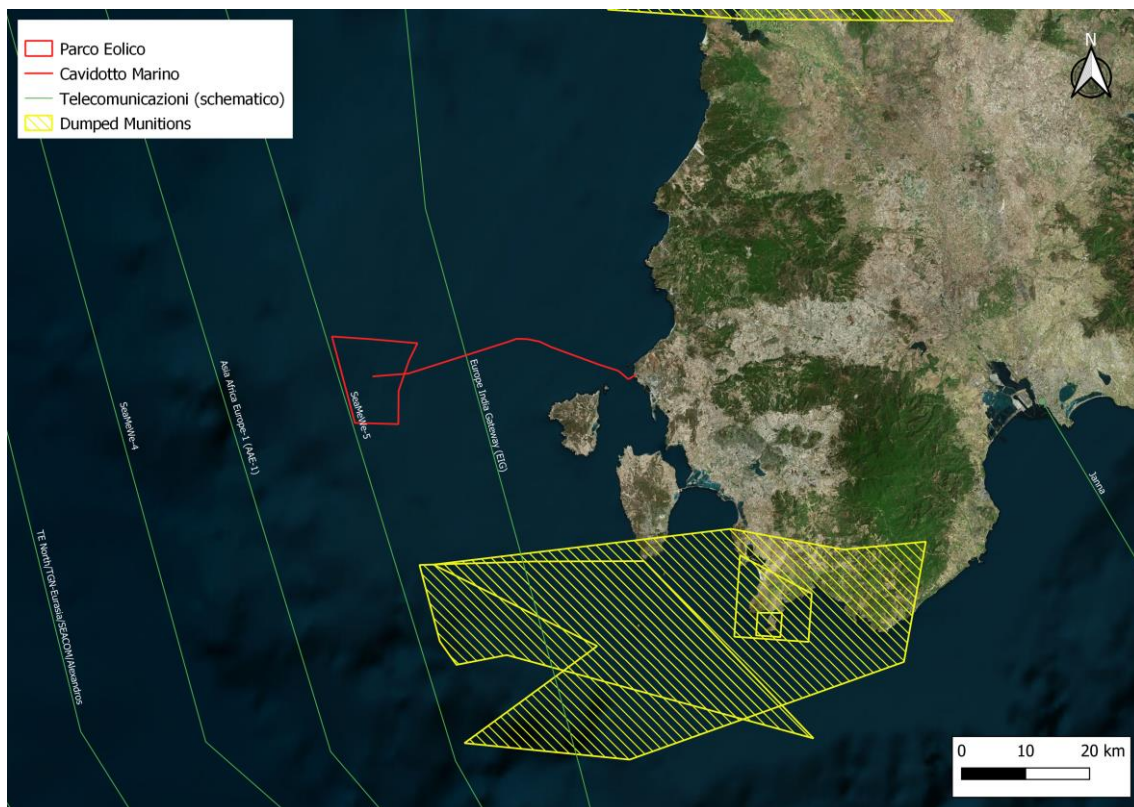 Parco Eolico
Cavidotto Marino
Telecomunicazioni (schematico)
Dumped Munitions
N
SeaMeWe-4
Asia Africa Europe-1 (AAE-1)
SeaMeWe-5
Europe India Gateway (EIG)
Janna
TE North/TGN-Eurasia/SEACOM/Alexandros
0 10 20 km